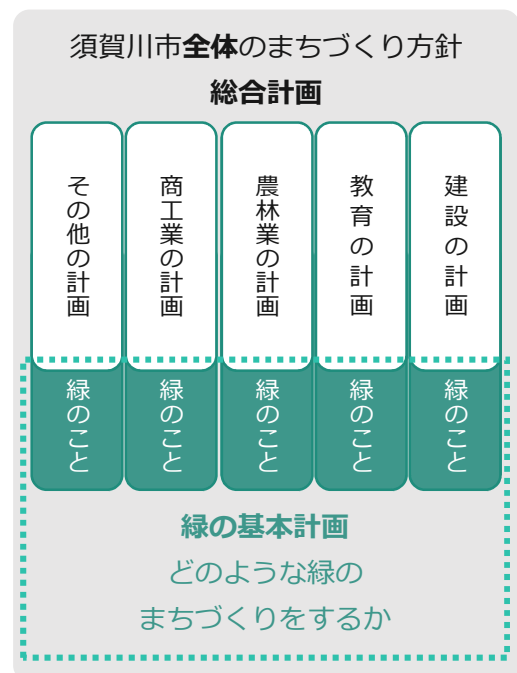 須賀川市全体のまちづくり方針
総合計画
建設の計画
教育の計画
農林業の計画
商工業の計画
その他の計画
緑のこと
緑のこと
緑のこと
緑のこと
緑のこと
緑の基本計画
どのような緑の
まちづくりをするか